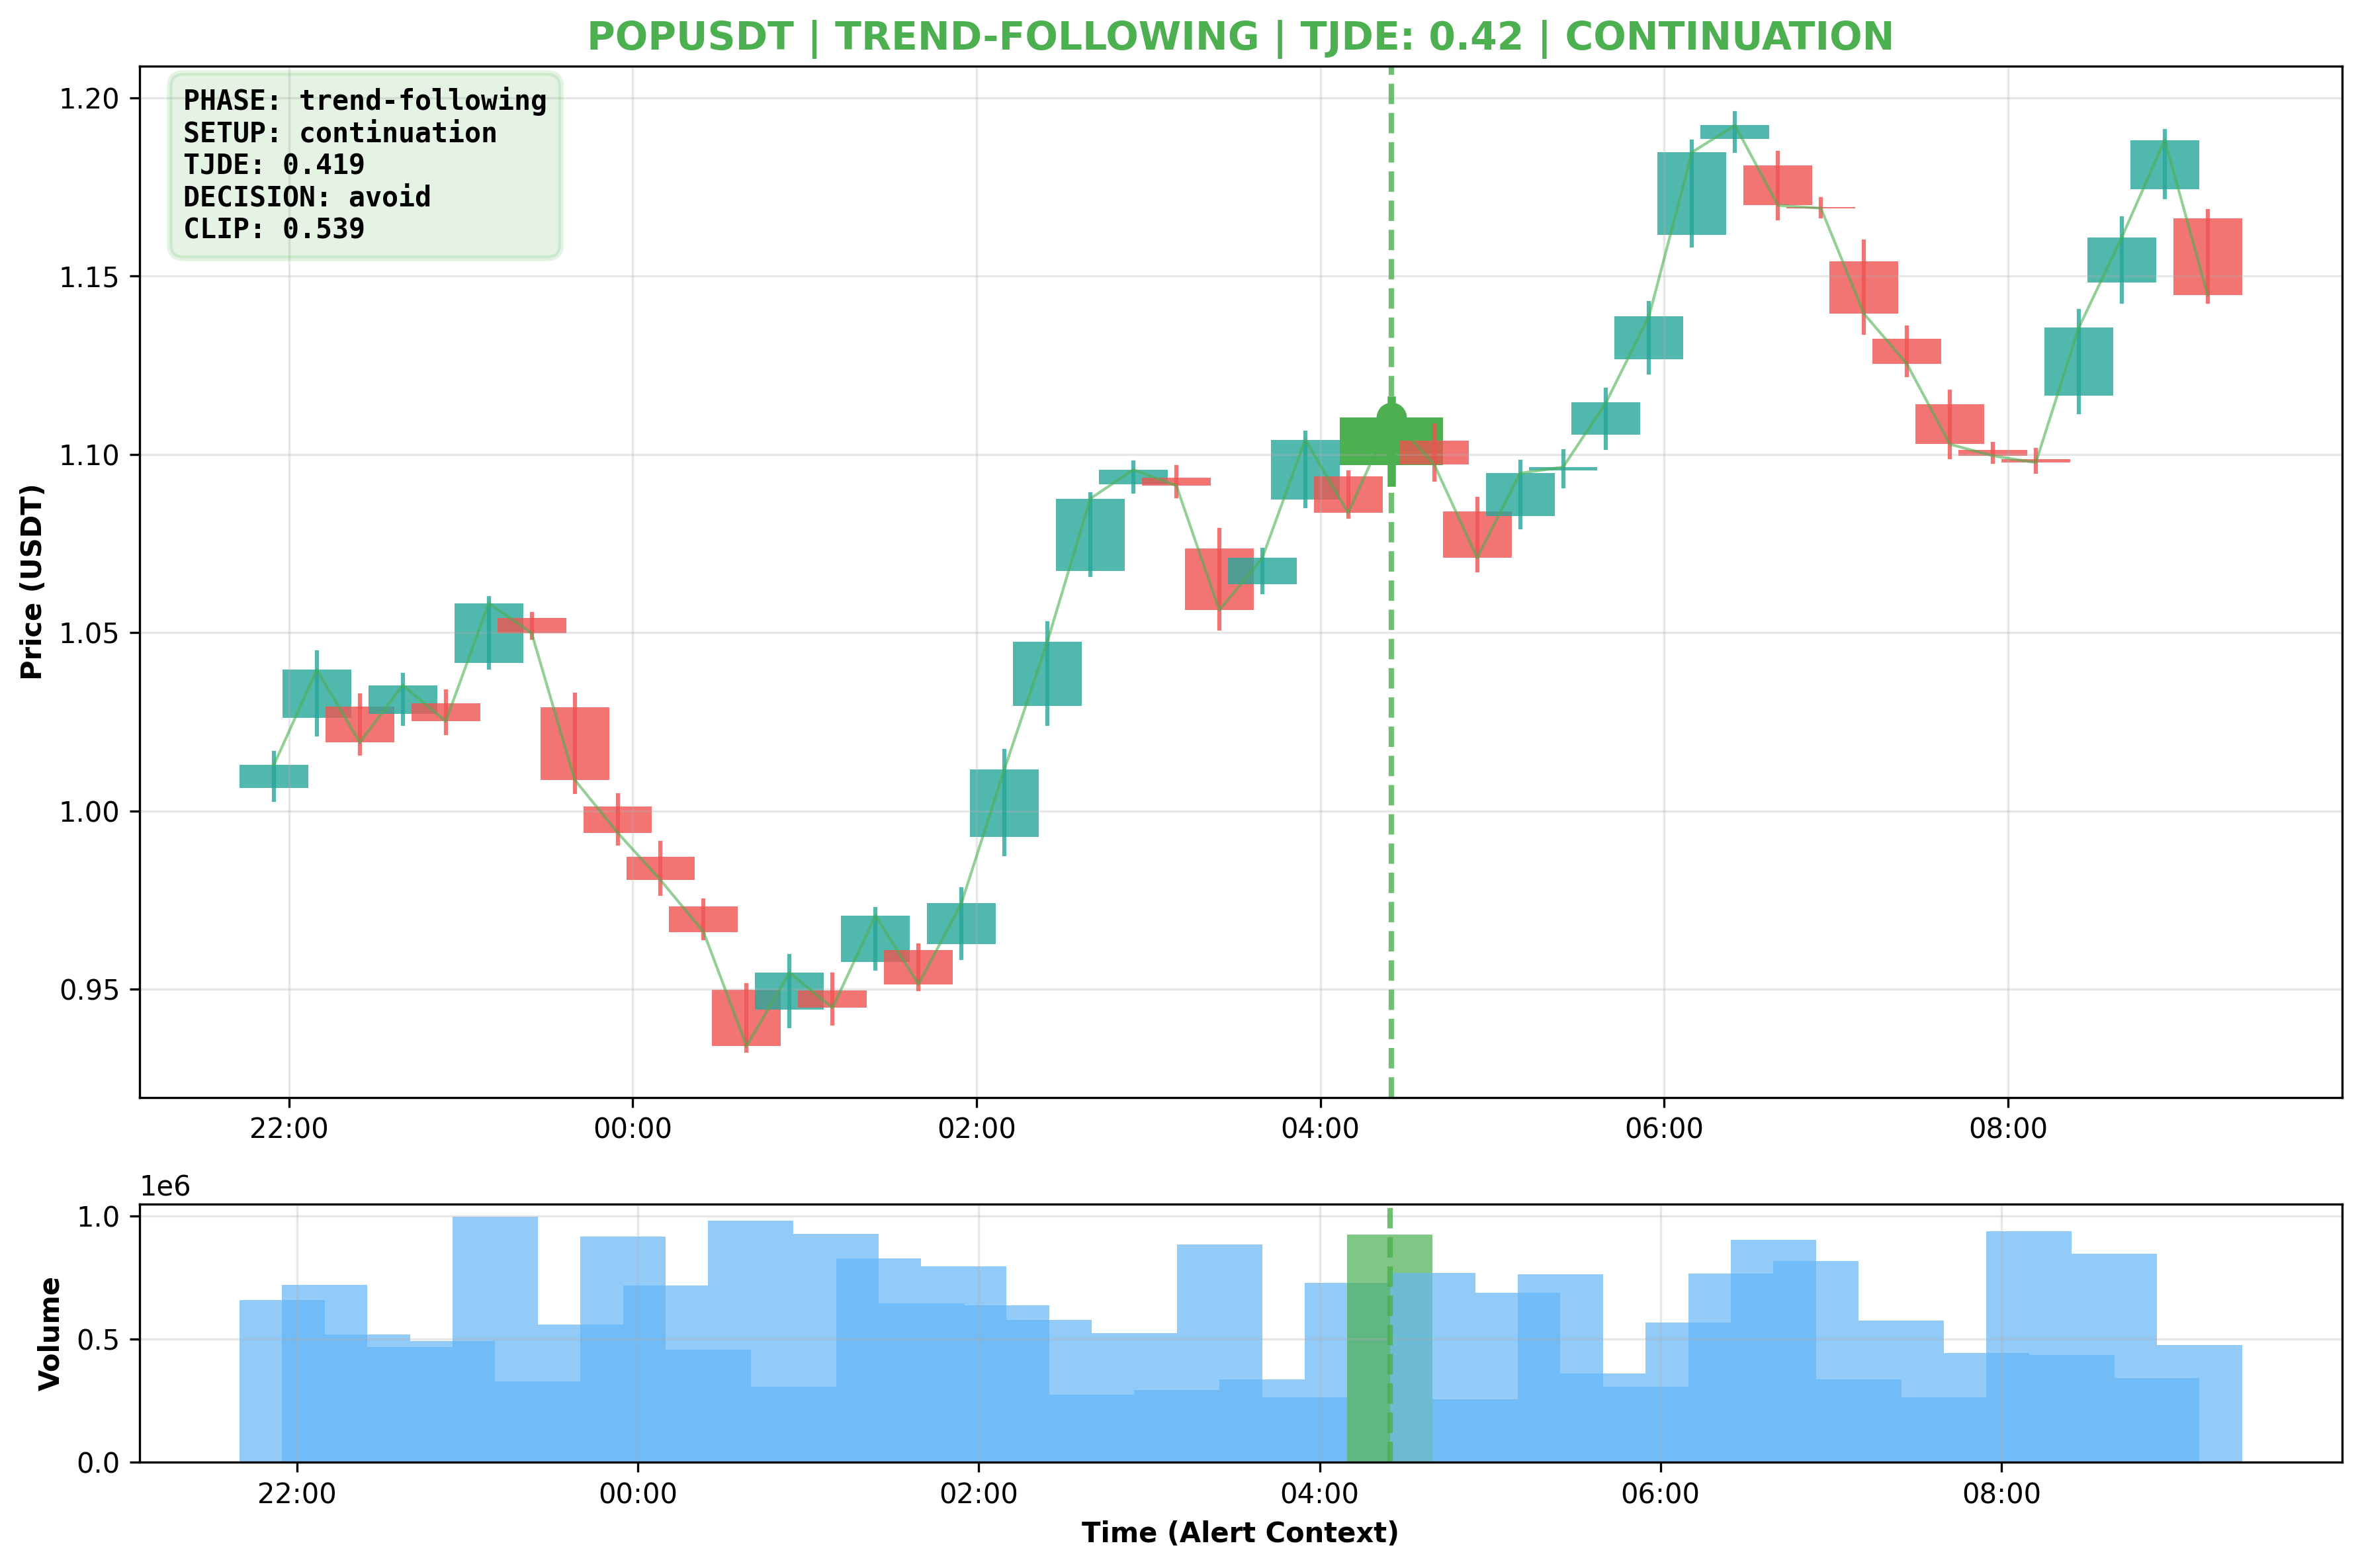 POPUSDT | TREND-FOLLOWING | TJDE: 0.42 | CONTINUATION
PHASE: trend-following
SETUP: continuation
TJDE: 0.419
DECISION: avoid
CLIP: 0.539
Price (USDT)
1.20
1.15
1.10
1.05
1.00
0.95
22:00 00:00 02:00 04:00 06:00 08:00
1e6
Volume
1.0
0.5
0.0
22:00 00:00 02:00 04:00 06:00 08:00
Time (Alert Context)